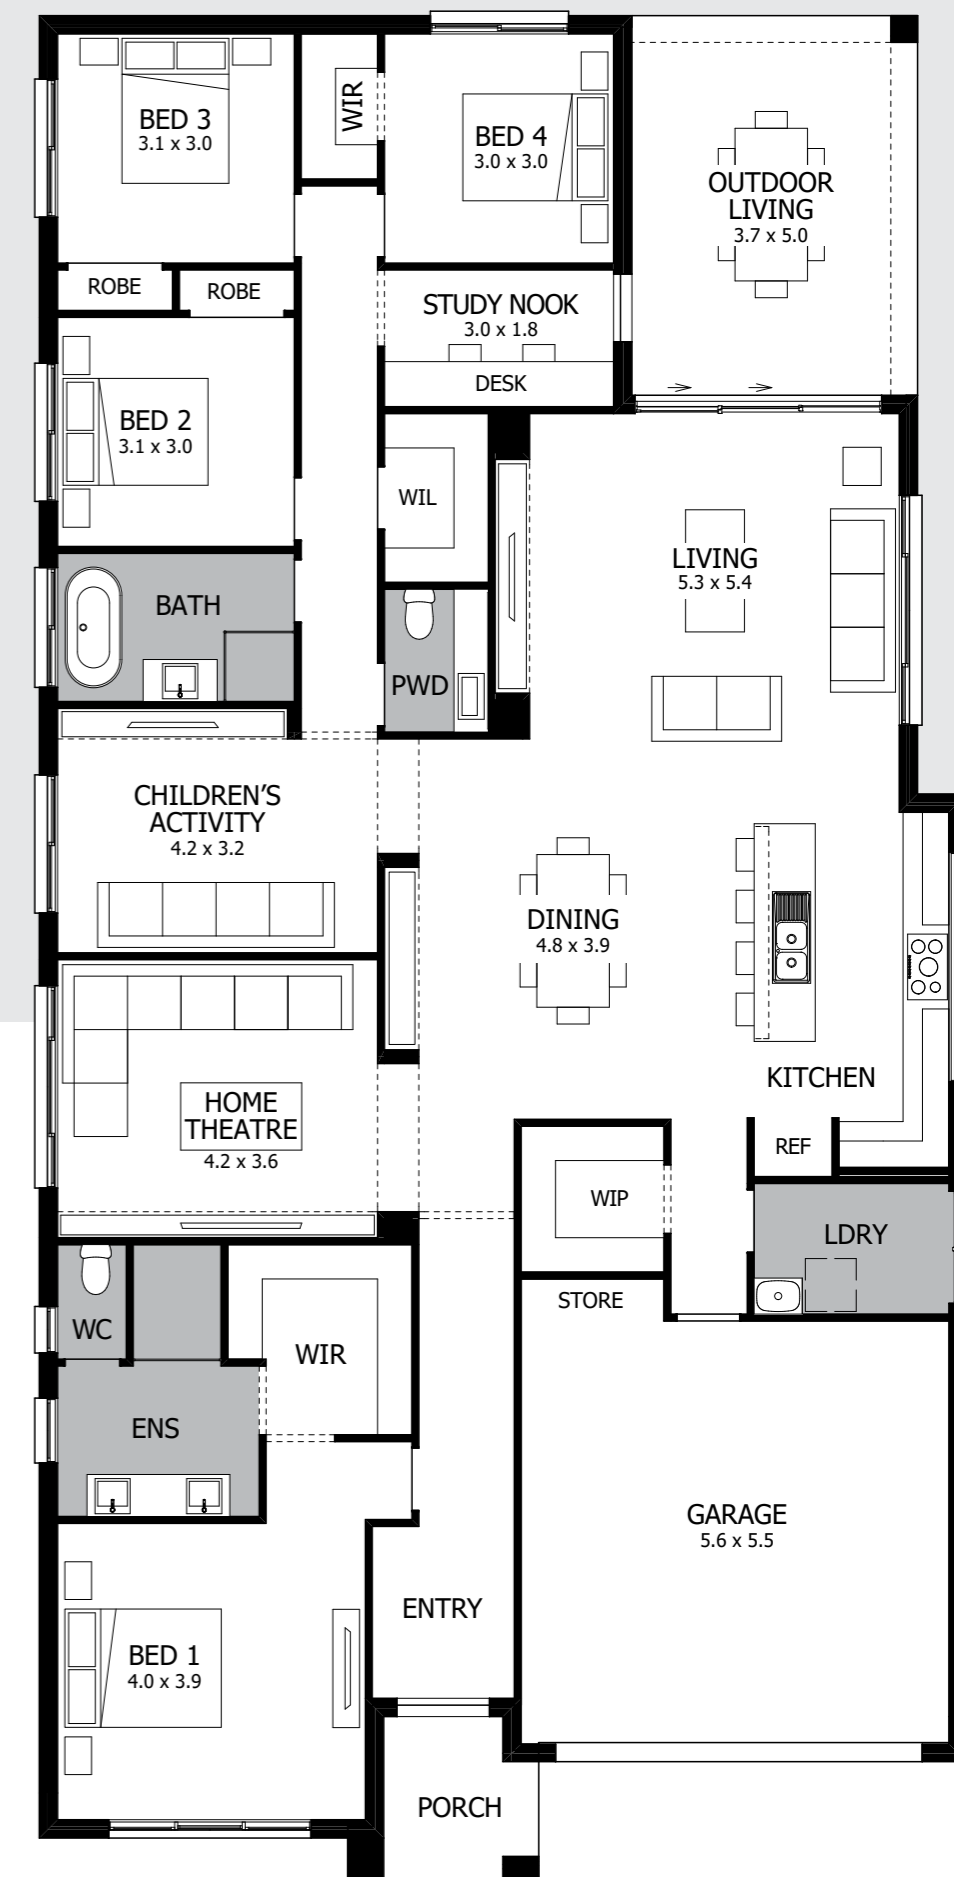 BED 3
3.1 x 3.0
WIR
BED 4
3.0 x 3.0
OUTDOOR
LIVING
3.7 x 5.0
ROBE
ROBE
STUDY NOOK
3.0 x 1.8
DESK
BED 2
3.1 x 3.0
WIL
LIVING
5.3 x 5.4
BATH
PWD
CHILDREN'S
ACTIVITY
4.2 x 3.2
DINING
4.8 x 3.9
KITCHEN
HOME
THEATRE
4.2 x 3.6
REF
WIP
LDRY
STORE
WC
WIR
ENS
GARAGE
5.6 x 5.5
ENTRY
BED 1
4.0 x 3.9
PORCH